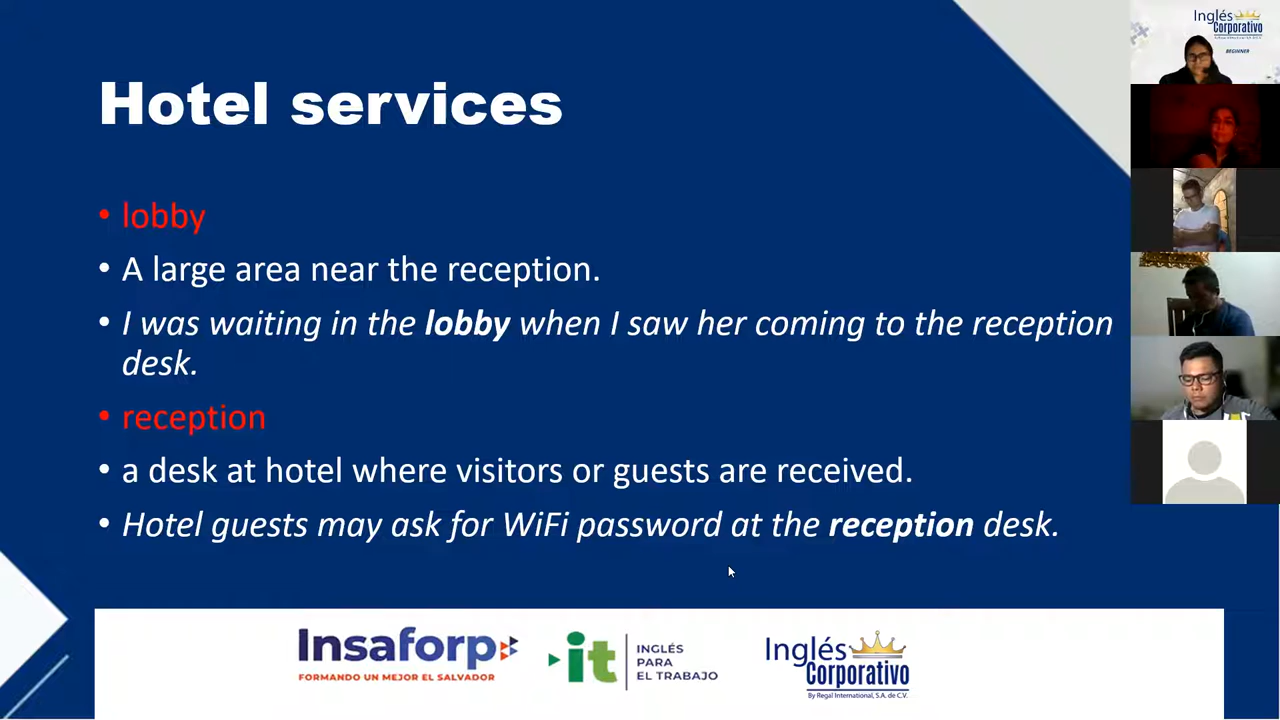 Hotel services
• lobby
• A large area near the reception.
• I was waiting in the lobby when I saw her coming to the reception
desk.
• reception
• a desk at hotel where visitors or guests are received.
• Hotel guests may ask for WiFi password at the reception desk.
Insaforp
FORMANDO UN MEJOR EL SALVADOR
it
INGLÉS
PARA
EL TRABAJO
Inglés
Corporativo
By Regal International, S.A. de C.V.
Inglés
Corporativo
BEGINNER